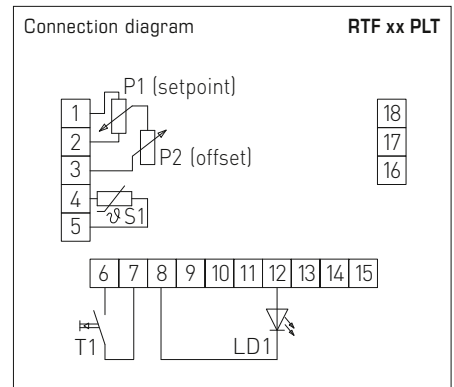 Connection diagram RTF xx PLT
P1 (setpoint)
1
2
3
4
5
P2 (offset)
ϑ S1
18
17
16
6 7 8 9 10 11 12 13 14 15
T1
LD1